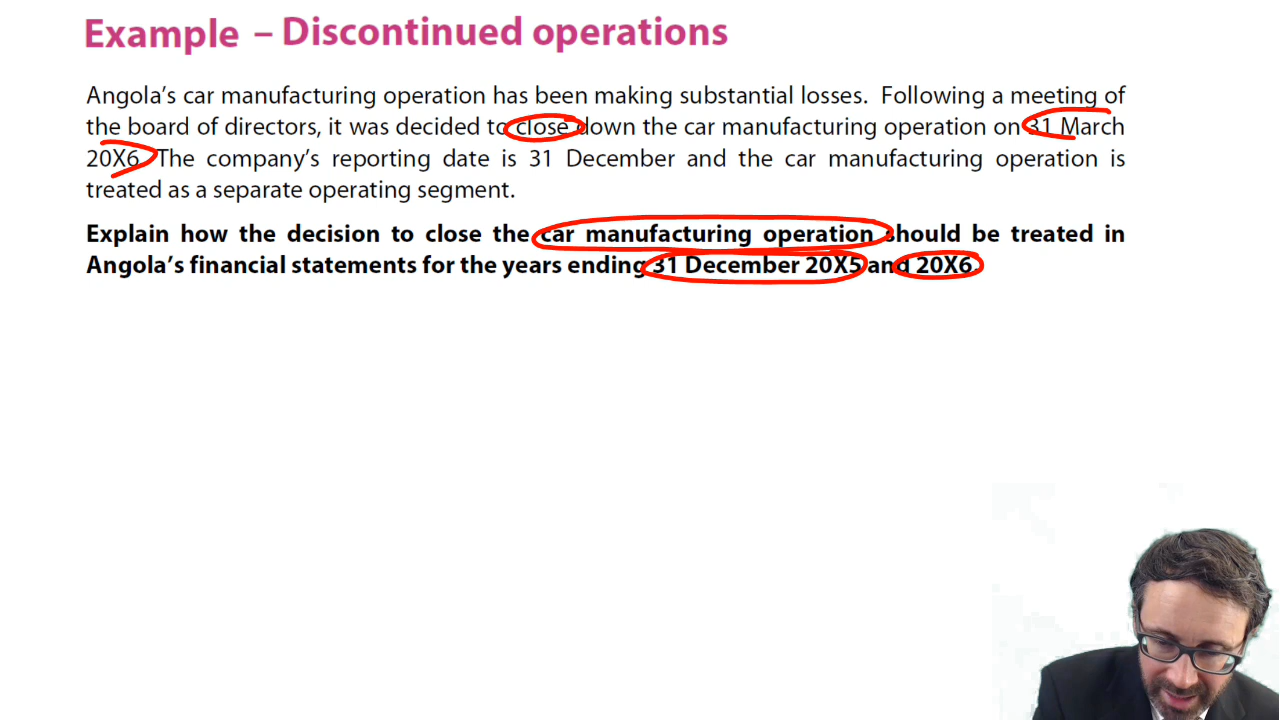 Example – Discontinued operations
Angola’s car manufacturing operation has been making substantial losses. Following a meeting of
the board of directors, it was decided to close down the car manufacturing operation on 31 March
20X6. The company’s reporting date is 31 December and the car manufacturing operation is
treated as a separate operating segment.
Explain how the decision to close the car manufacturing operation should be treated in
Angola’s financial statements for the years ending 31 December 20X5 and 20X6.